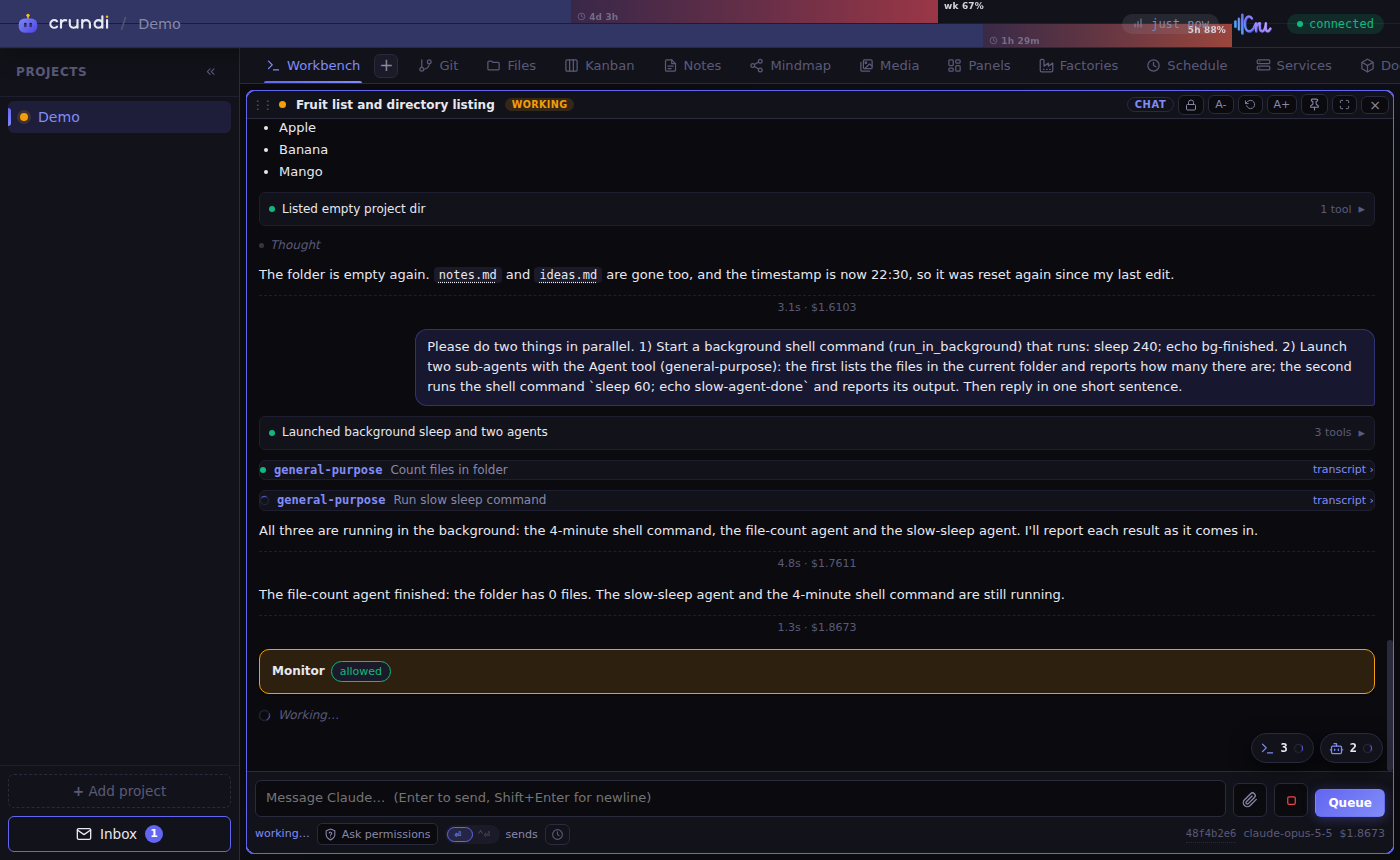 crundi / Demo
4d 3h
wk 67%
1h 29m
just now
5h 88%
Cru
connected
PROJECTS «
Workbench + Git Files Kanban Notes Mindmap Media Panels Factories Schedule Services Do
Demo
Fruit list and directory listing WORKING
CHAT A- A+
• Apple
• Banana
• Mango
Listed empty project dir 1 tool ▶
Thought
The folder is empty again. notes.md and ideas.md are gone too, and the timestamp is now 22:30, so it was reset again since my last edit.
3.1s · $1.6103
Please do two things in parallel. 1) Start a background shell command (run_in_background) that runs: sleep 240; echo bg-finished. 2) Launch
two sub-agents with the Agent tool (general-purpose): the first lists the files in the current folder and reports how many there are; the second
runs the shell command `sleep 60; echo slow-agent-done` and reports its output. Then reply in one short sentence.
Launched background sleep and two agents 3 tools ▶
general-purpose Count files in folder transcript ›
general-purpose Run slow sleep command transcript ›
All three are running in the background: the 4-minute shell command, the file-count agent and the slow-sleep agent. I'll report each result as it comes in.
4.8s · $1.7611
The file-count agent finished: the folder has 0 files. The slow-sleep agent and the 4-minute shell command are still running.
1.3s · $1.8673
Monitor allowed
Working…
3 2
+ Add project
Message Claude… (Enter to send, Shift+Enter for newline)
Queue
Inbox 1
working… Ask permissions ⏎ ^⏎ sends
48f4b2e6 claude-opus-5-5 $1.8673